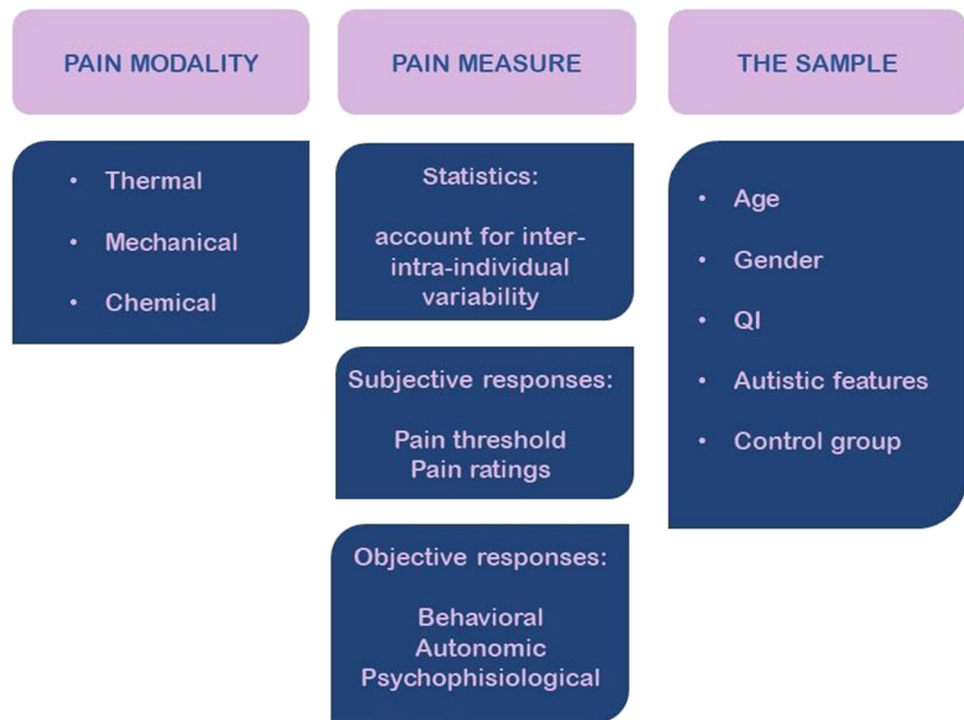 PAIN MODALITY
• Thermal
• Mechanical
• Chemical
PAIN MEASURE
Statistics:
account for inter-
intra-individual
variability
Subjective responses:
Pain threshold
Pain ratings
Objective responses:
Behavioral
Autonomic
Psychophisiological
THE SAMPLE
• Age
• Gender
• QI
• Autistic features
• Control group